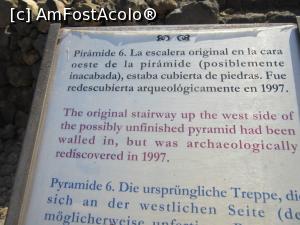 [c] AmFostAcolo®
Pirámide 6. La escalera original en la cara
oeste de la pirámide (posiblemente
inacabada), estaba cubierta de piedras. Fue
redescubierta arqueológicamente en 1997.
The original stairway up the west side of
the possibly unfinished pyramid had been
walled in, but was archaeologically
rediscovered in 1997.
Pyramide 6. Die ursprüngliche Treppe, die
sich an der westlichen Seite (de
möglicherweise